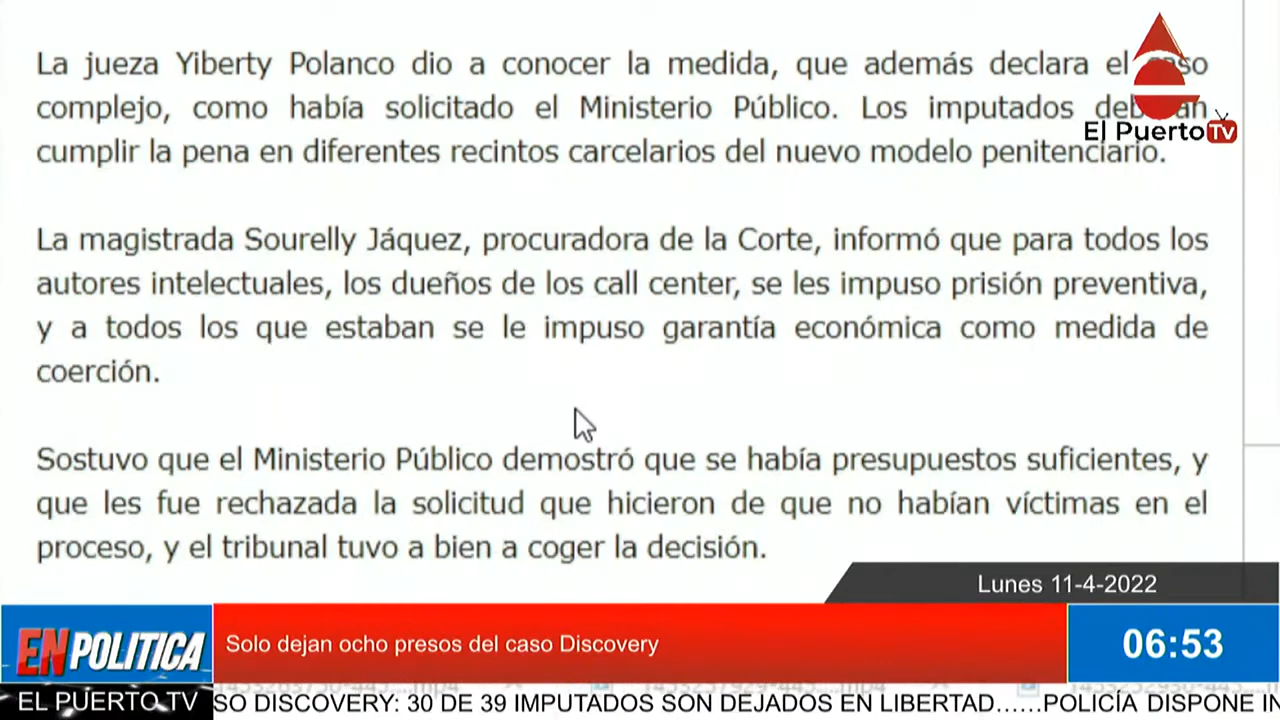 La jueza Yiberty Polanco dio a conocer la medida, que además declara el caso
complejo, como había solicitado el Ministerio Público. Los imputados deberán
cumplir la pena en diferentes recintos carcelarios del nuevo modelo penitenciario.
El Puerto TV
La magistrada Sourelly Jáquez, procuradora de la Corte, informó que para todos los
autores intelectuales, los dueños de los call center, se les impuso prisión preventiva,
y a todos los que estaban se le impuso garantía económica como medida de
coerción.
Sostuvo que el Ministerio Público demostró que se había presupuestos suficientes, y
que les fue rechazada la solicitud que hicieron de que no habían víctimas en el
proceso, y el tribunal tuvo a bien a coger la decisión.
Lunes 11-4-2022
EN POLITICA
Solo dejan ocho presos del caso Discovery
06:53
EL PUERTO TV
SO DISCOVERY: 30 DE 39 IMPUTADOS SON DEJADOS EN LIBERTAD......POLICÍA DISPONE IN